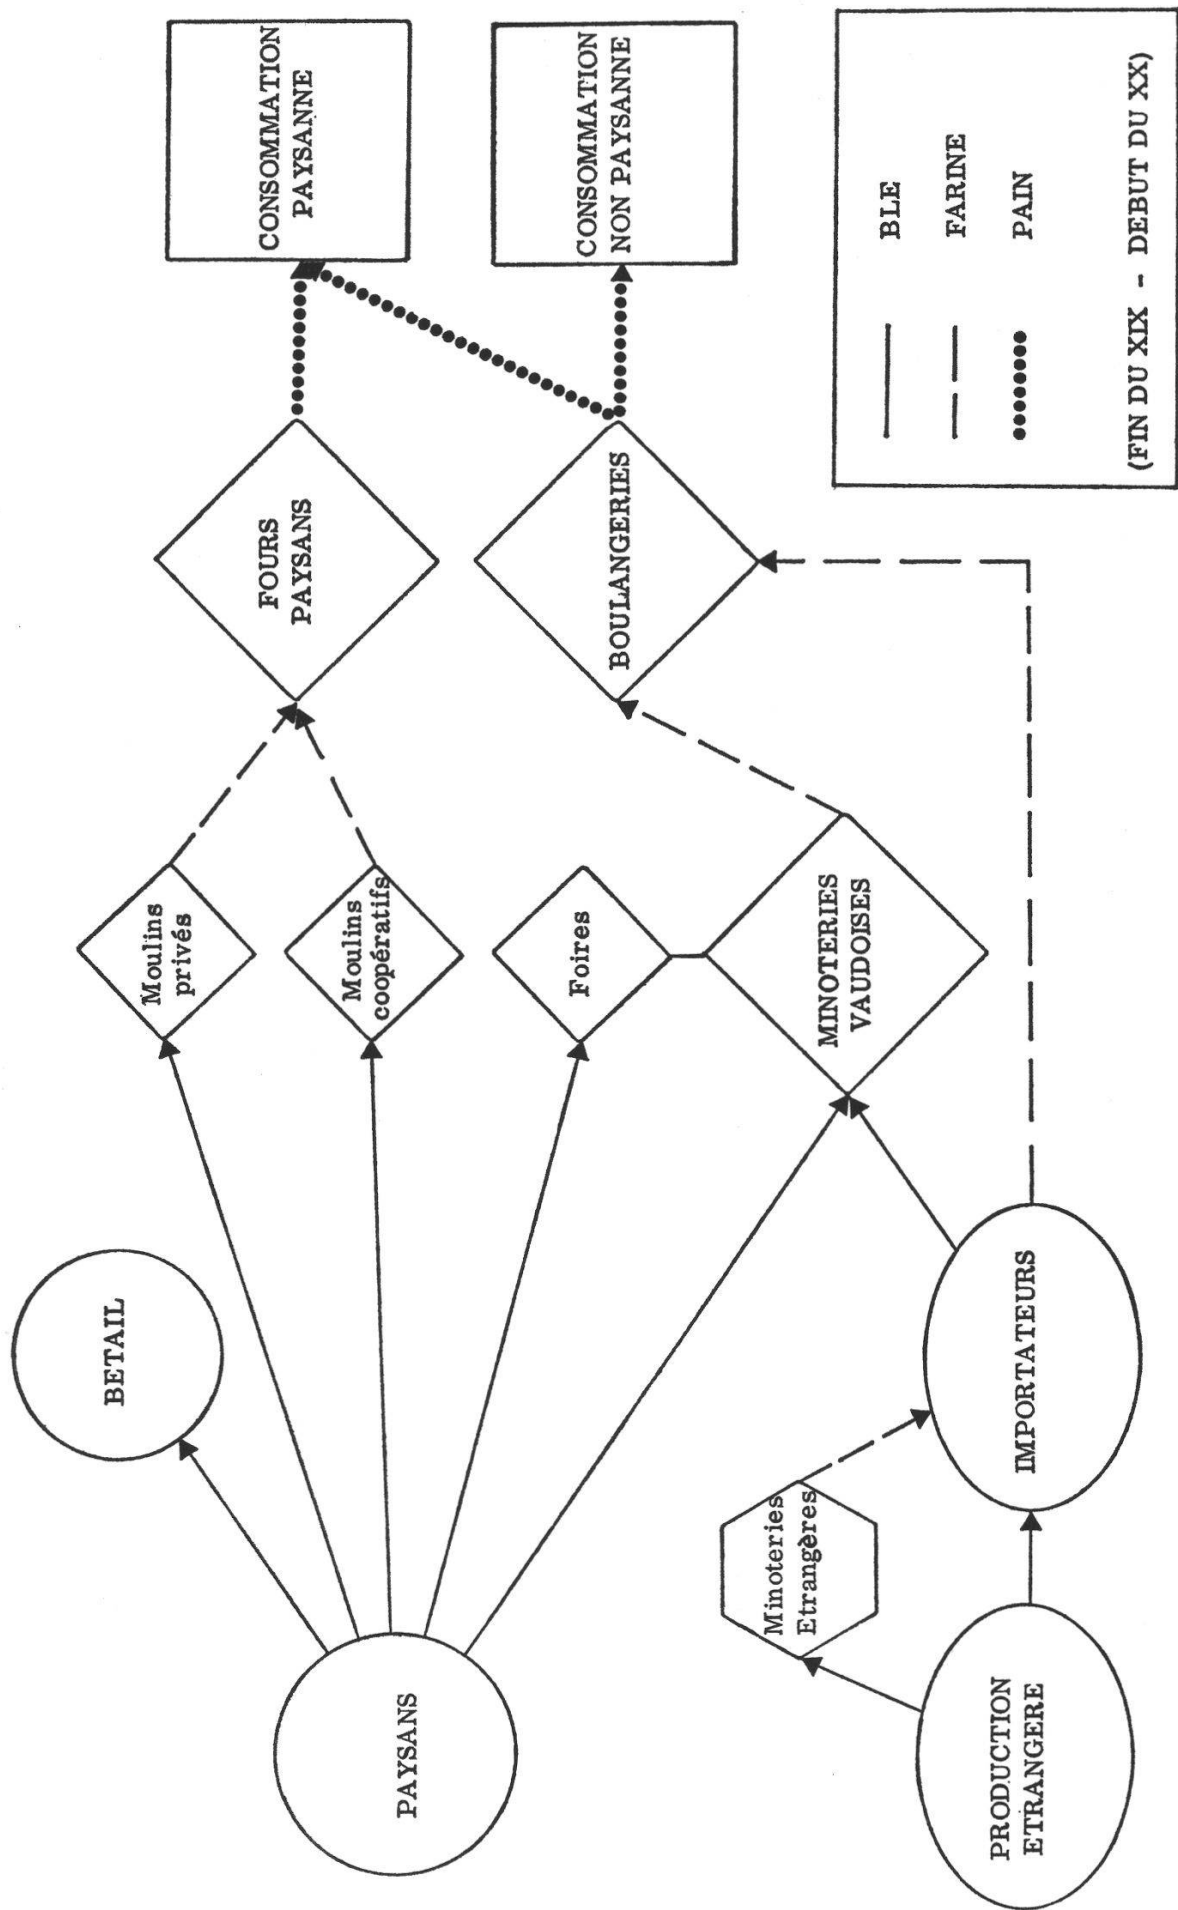 BETAIL
PAYSANS
Moulins
privés
Moulins
coopératifs
Foires
FOURS
PAYSANS
CONSOMMATION
PAYSANNE
CONSOMMATION
NON PAYSANNE
BOULANGERIES
MINOTERIES
VAUDOISES
Minoteries
Etrangères
PRODUCTION
ETRANGERE
IMPORTATEURS
BLE
FARINE
PAIN
(FIN DU XIX - DEBUT DU XX)